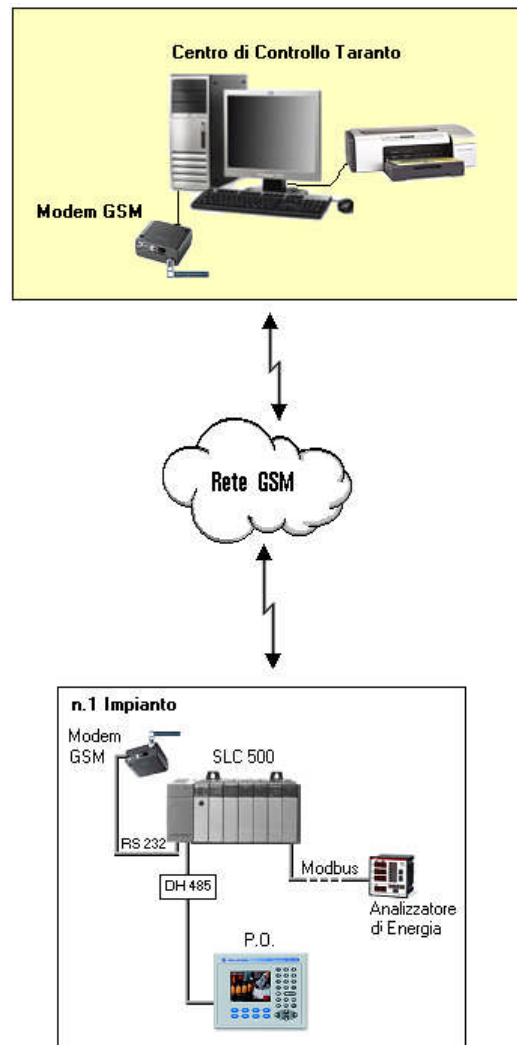 Centro di Controllo Taranto
Modem GSM
Rete GSM
n.1 Impianto
Modem
GSM
SLC 500
RS 232
Modbus
DH 485
Analizzatore
di Energia
P.O.